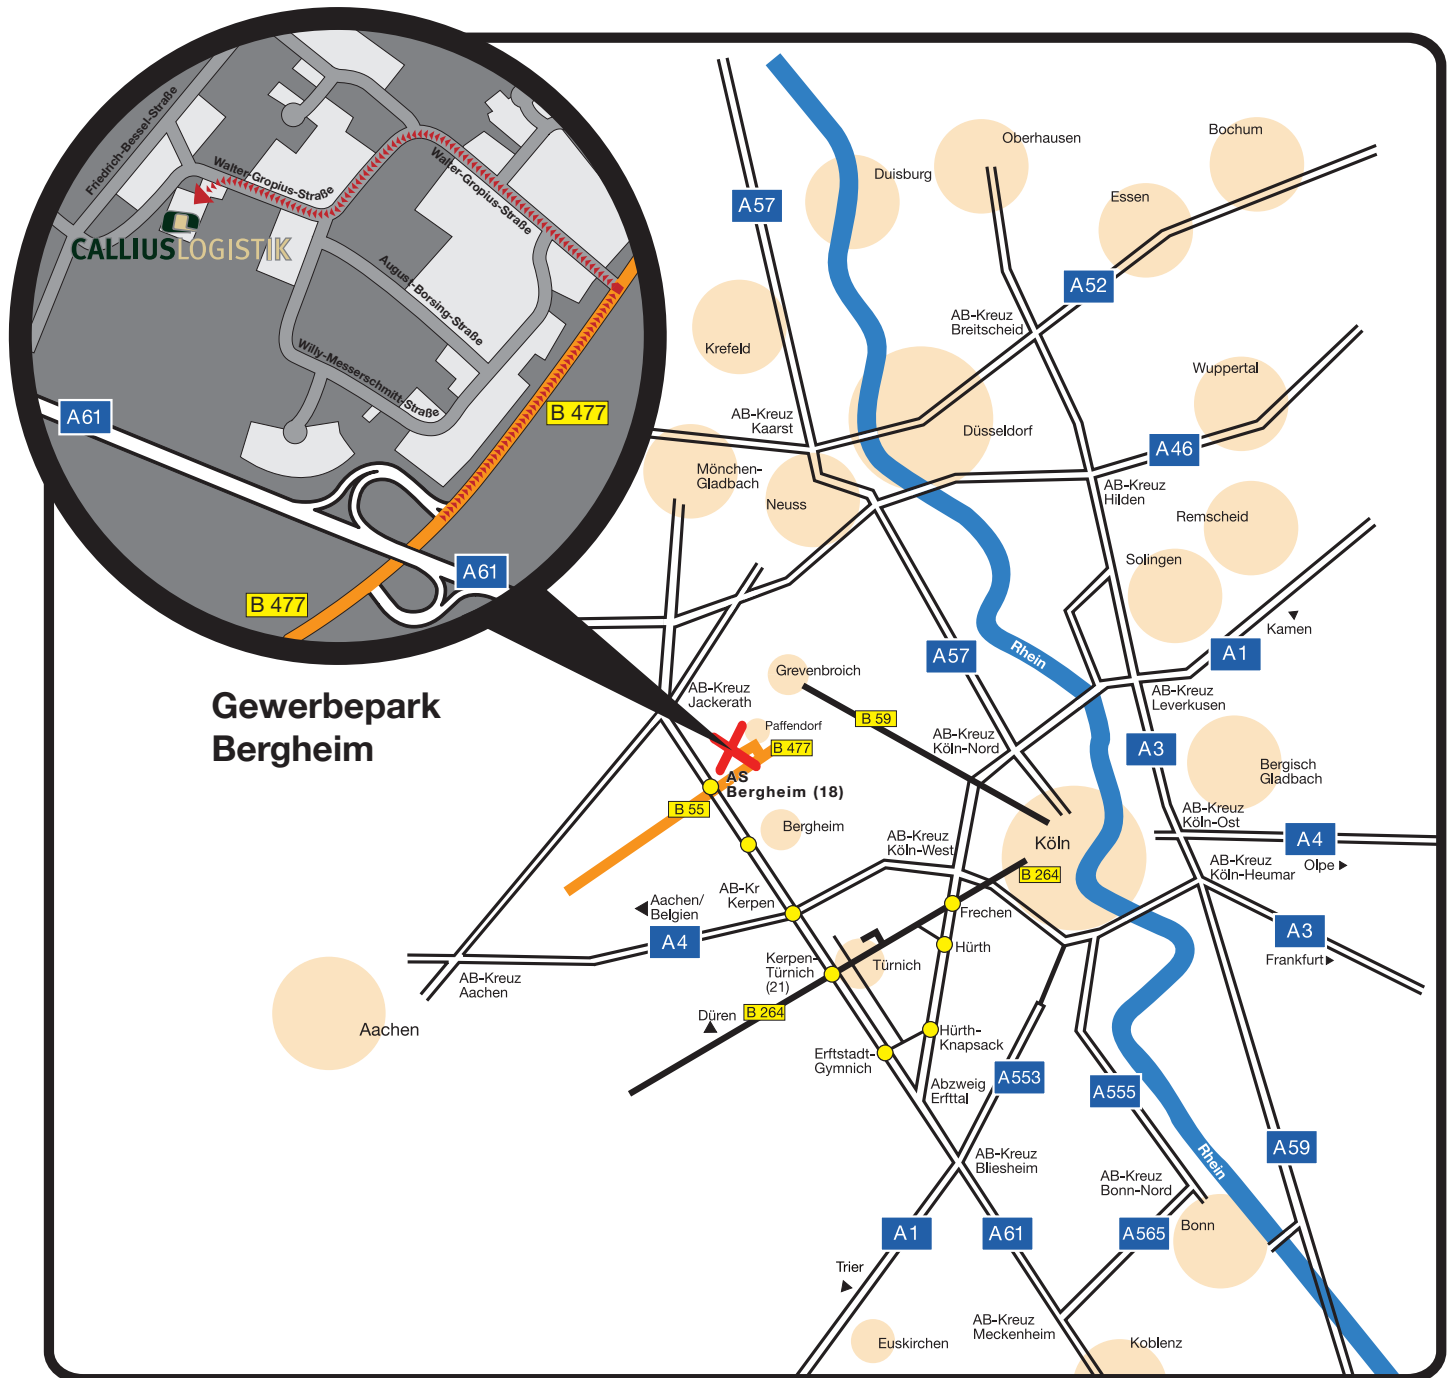 Friedrich-Bessel-Straße
Walter-Gropius-Straße
Walter-Gropius-Straße
CALLIUS LOGISTIK
August-Borsing-Straße
Willy-Messerschmitt-Straße
A61
B 477
A61
B 477
Gewerbepark
Bergheim
Oberhausen
Bochum
Duisburg
Essen
A57
A52
AB-Kreuz
Breitscheid
Krefeld
Wuppertal
AB-Kreuz
Kaarst
Düsseldorf
A46
Mönchen-
Gladbach
Neuss
AB-Kreuz
Hilden
Remscheid
Solingen
Kamen
A1
Rhein
A57
Grevenbroich
AB-Kreuz
Jackerath
AB-Kreuz
Leverkusen
B 59
Paffendorf
B 477
AB-Kreuz
Köln-Nord
A3
Bergisch
Gladbach
AS
Bergheim (18)
B 55
Bergheim
AB-Kreuz
Köln-West
Köln
AB-Kreuz
Köln-Ost
A4
Olpe
AB-Kreuz
Köln-Heumar
B 264
AB-Kr
Kerpen
Aachen/
Belgien
A4
Frechen
A3
Frankfurt
Hürth
Kerpen-
Türnich
(21)
Türnich
AB-Kreuz
Aachen
Aachen
Düren
B 264
Hürth-
Knapsack
Erftstadt-
Gymnich
A553
A555
Abzweig
Erfttal
A59
AB-Kreuz
Bliesheim
Rhein
AB-Kreuz
Bonn-Nord
A1
A61
A565
Bonn
Trier
AB-Kreuz
Meckenheim
Euskirchen
Koblenz